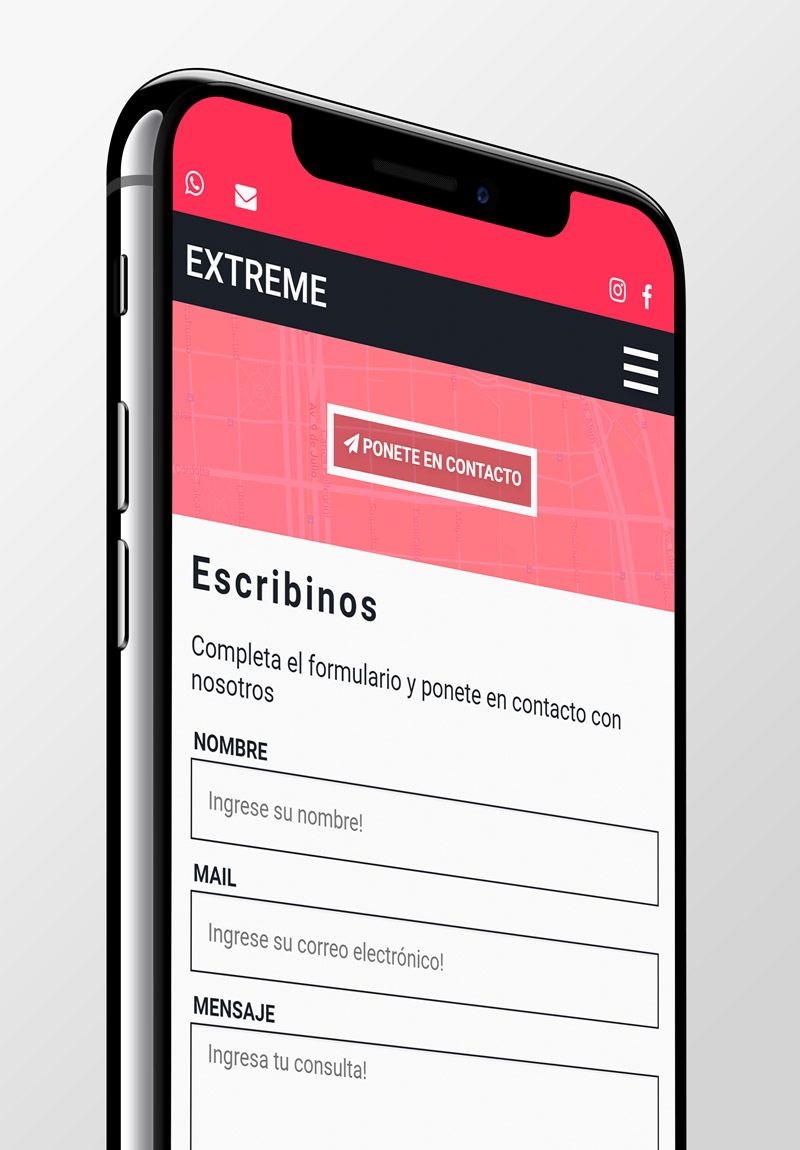 EXTREME
Av. 9 de Julio
Córdoba
PONETE EN CONTACTO
Escribinos
Completa el formulario y ponete en contacto con
nosotros
NOMBRE
Ingrese su nombre!
MAIL
Ingrese su correo electrónico!
MENSAJE
Ingresa tu consulta!